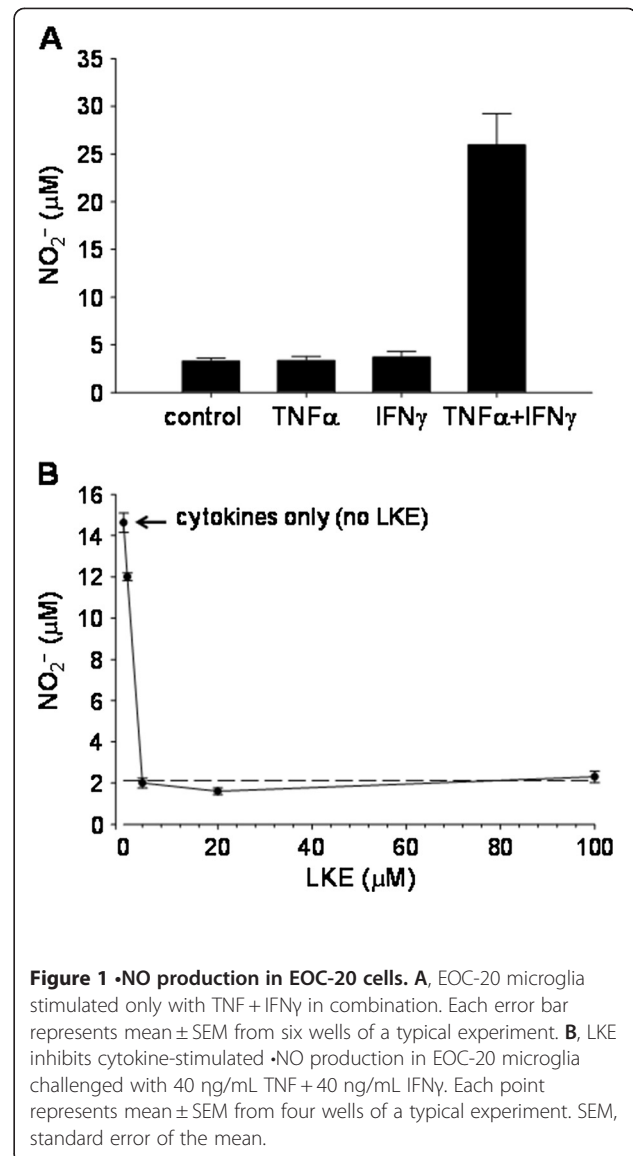 A
35
30
25
20
15
10
5
0
NO₂⁻ (µM)
control TNFα IFNγ TNFα+IFNγ
B
16
14
12
10
8
6
4
2
0
NO₂⁻ (µM)
cytokines only (no LKE)
0 20 40 60 80 100
LKE (µM)
Figure 1 •NO production in EOC-20 cells. A, EOC-20 microglia
stimulated only with TNF + IFNγ in combination. Each error bar
represents mean ± SEM from six wells of a typical experiment. B, LKE
inhibits cytokine-stimulated •NO production in EOC-20 microglia
challenged with 40 ηg/mL TNF + 40 ng/mL IFNγ. Each point
represents mean ± SEM from four wells of a typical experiment. SEM,
standard error of the mean.